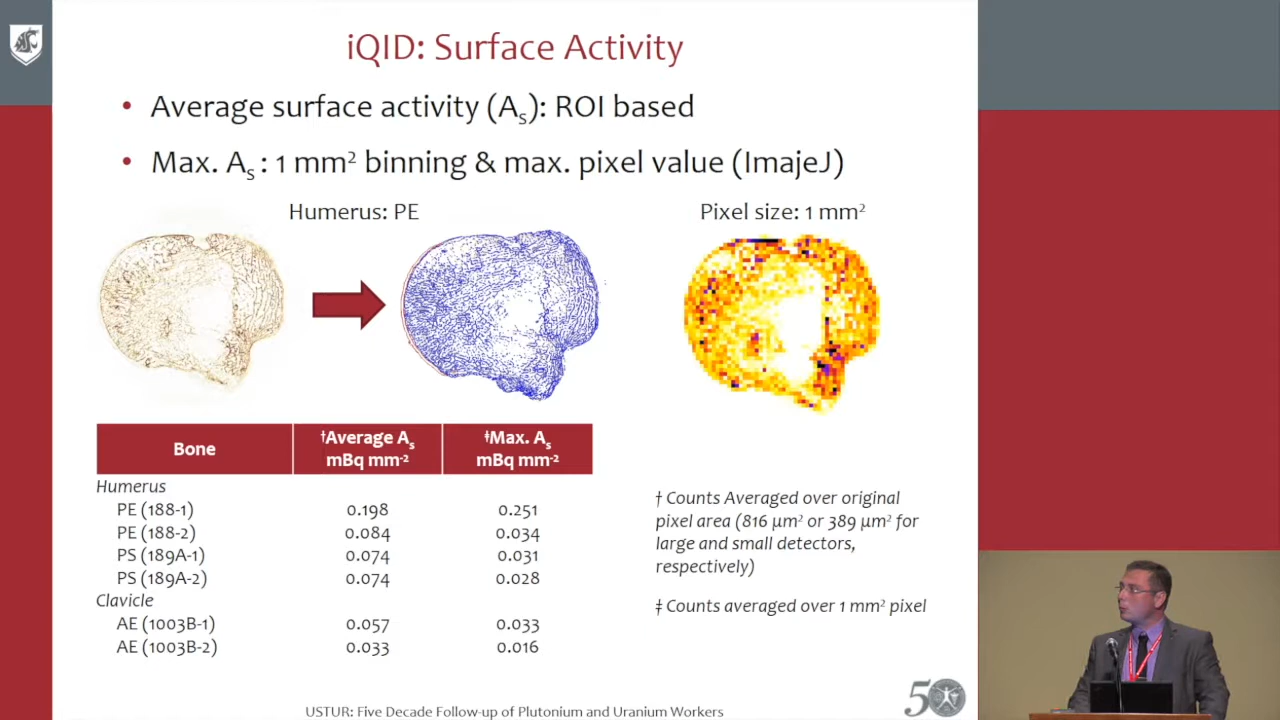 iQID: Surface Activity
• Average surface activity (As): ROI based
• Max. As : 1 mm² binning & max. pixel value (ImajeJ)
Humerus: PE
Pixel size: 1 mm²
Bone
†Average As
mBq mm-2
‡Max. As
mBq mm-2
Humerus
PE (188-1) 0.198 0.251
PE (188-2) 0.084 0.034
PS (189A-1) 0.074 0.031
PS (189A-2) 0.074 0.028
Clavicle
AE (1003B-1) 0.057 0.033
AE (1003B-2) 0.033 0.016
† Counts Averaged over original
pixel area (816 µm² or 389 µm² for
large and small detectors,
respectively)
‡ Counts averaged over 1 mm² pixel
50
USTUR: Five Decade Follow-up of Plutonium and Uranium Workers